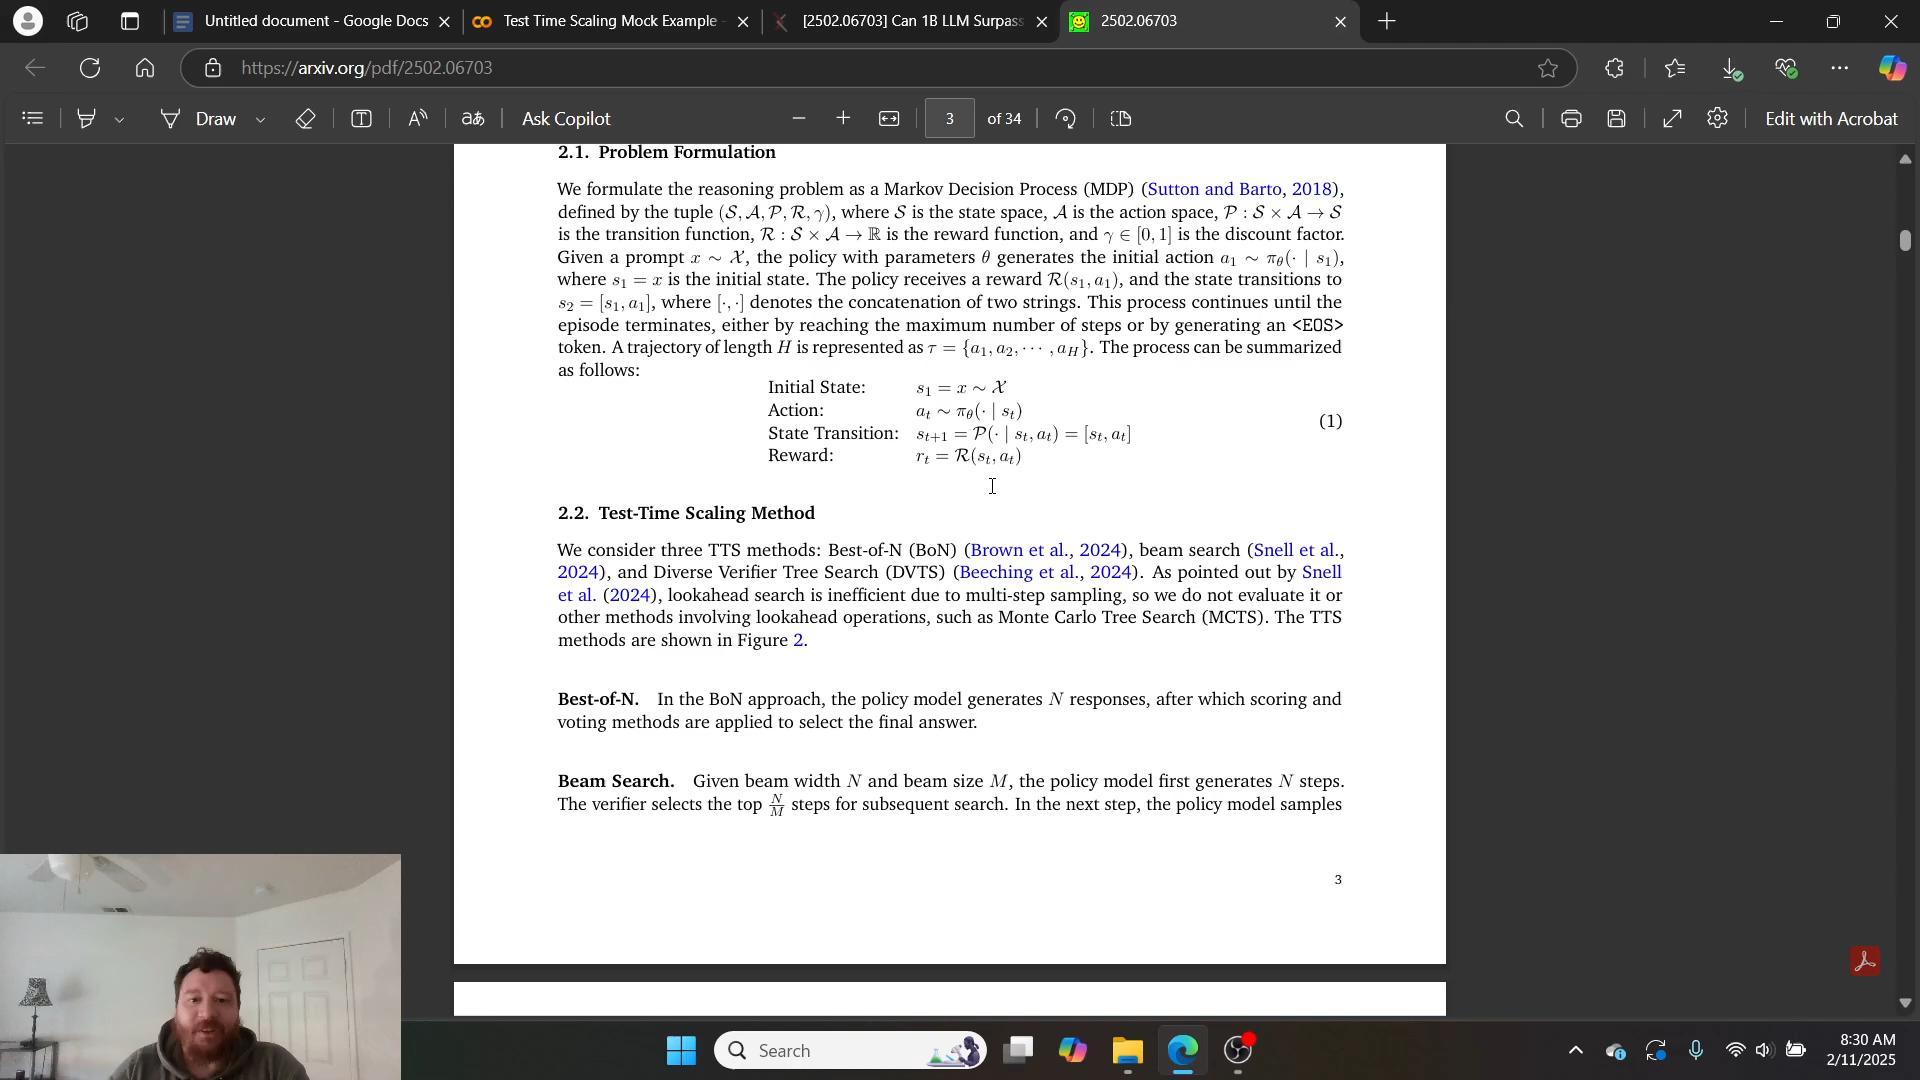 Untitled document - Google Docs
Test Time Scaling Mock Example -
[2502.06703] Can 1B LLM Surpass
2502.06703
https://arxiv.org/pdf/2502.06703
Draw
Ask Copilot
3 of 34
Edit with Acrobat
2.1. Problem Formulation
We formulate the reasoning problem as a Markov Decision Process (MDP) (Sutton and Barto, 2018),
defined by the tuple (𝒮, 𝒜, 𝒫, ℛ, γ), where 𝒮 is the state space, 𝒜 is the action space, 𝒫 : 𝒮 × 𝒜 → 𝒮
is the transition function, ℛ : 𝒮 × 𝒜 → ℝ is the reward function, and γ ∈ [0, 1] is the discount factor.
Given a prompt x ∼ 𝒳, the policy with parameters θ generates the initial action a₁ ∼ π_θ(· | s₁),
where s₁ = x is the initial state. The policy receives a reward ℛ(s₁, a₁), and the state transitions to
s₂ = [s₁, a₁], where [·, ·] denotes the concatenation of two strings. This process continues until the
episode terminates, either by reaching the maximum number of steps or by generating an <EOS>
token. A trajectory of length H is represented as τ = {a₁, a₂, ⋯ , a_H}. The process can be summarized
as follows:
Initial State: s₁ = x ∼ 𝒳
Action: a_t ∼ π_θ(· | s_t)
(1)
State Transition: s_{t+1} = 𝒫(· | s_t, a_t) = [s_t, a_t]
Reward: r_t = ℛ(s_t, a_t)
2.2. Test-Time Scaling Method
We consider three TTS methods: Best-of-N (BoN) (Brown et al., 2024), beam search (Snell et al.,
2024), and Diverse Verifier Tree Search (DVTS) (Beeching et al., 2024). As pointed out by Snell
et al. (2024), lookahead search is inefficient due to multi-step sampling, so we do not evaluate it or
other methods involving lookahead operations, such as Monte Carlo Tree Search (MCTS). The TTS
methods are shown in Figure 2.
Best-of-N. In the BoN approach, the policy model generates N responses, after which scoring and
voting methods are applied to select the final answer.
Beam Search. Given beam width N and beam size M, the policy model first generates N steps.
The verifier selects the top N/M steps for subsequent search. In the next step, the policy model samples
3
Search
8:30 AM
2/11/2025